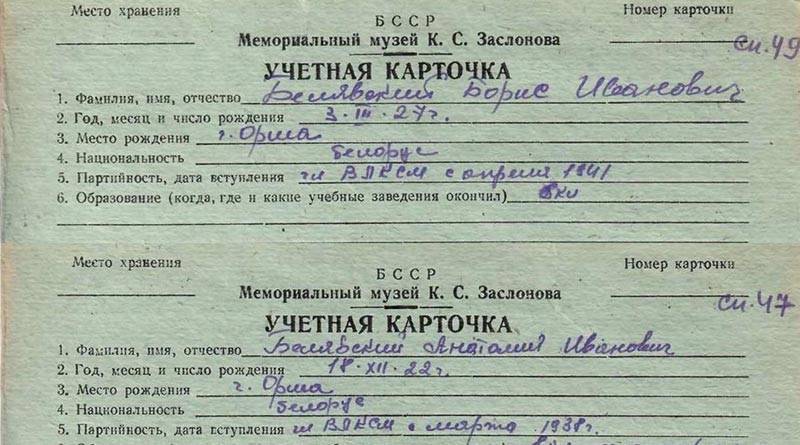 Место хранения
БССР
Номер карточки
Мемориальный музей К. С. Заслонова
сп. 49
УЧЕТНАЯ КАРТОЧКА
1. Фамилия, имя, отчество Белявский Борис Иванович
2. Год, месяц и число рождения 3·III·27г.
3. Место рождения г. Орша
4. Национальность белорус
5. Партийность, дата вступления чл ВЛКСМ с апреля 1941
6. Образование (когда, где и какие учебные заведения окончил) 8кл
Место хранения
БССР
Номер карточки
Мемориальный музей К. С. Заслонова
сп. 47
УЧЕТНАЯ КАРТОЧКА
1. Фамилия, имя, отчество Белявский Анатолий Иванович
2. Год, месяц и число рождения 18·XII·22г.
3. Место рождения г. Орша
4. Национальность белорус
5. Партийность, дата вступления чл ВЛКСМ с марта 1938г.